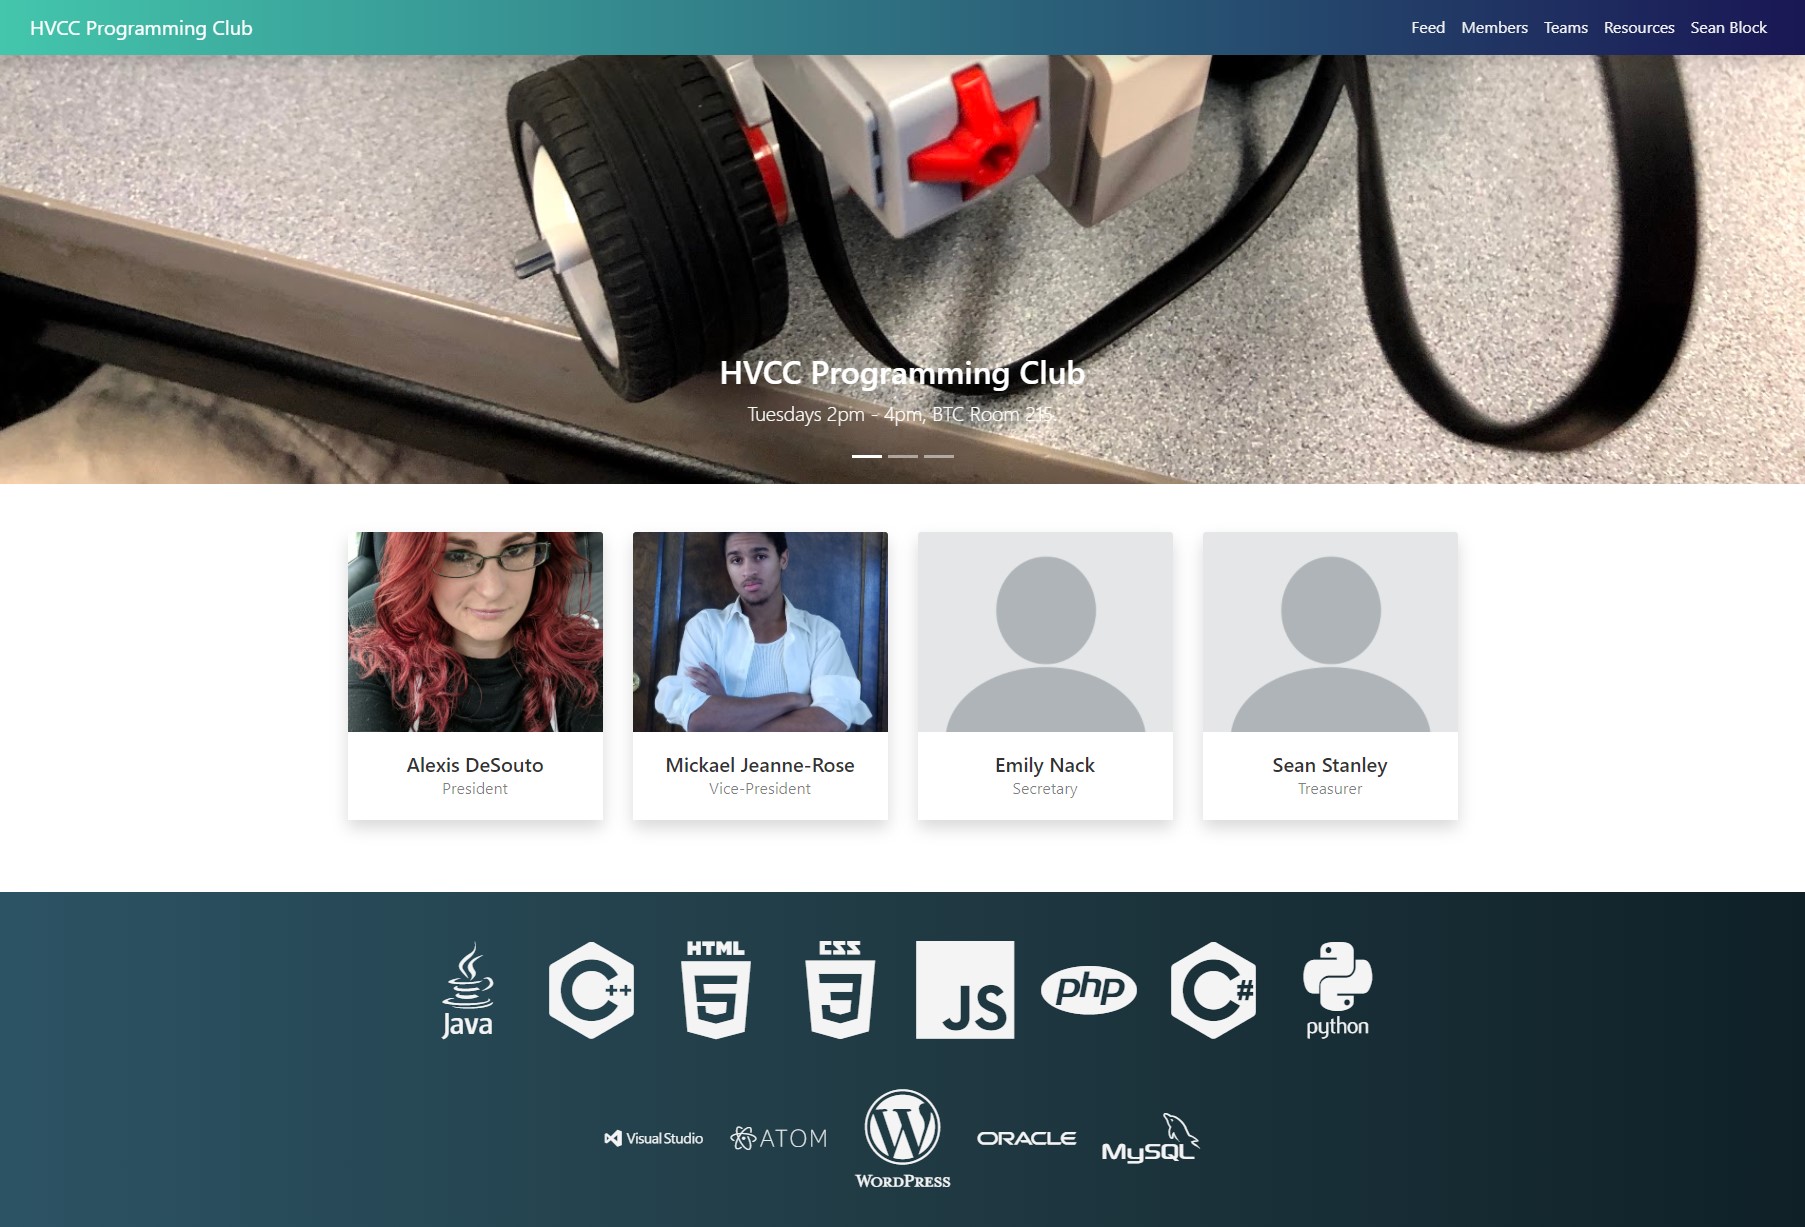 HVCC Programming Club
Feed Members Teams Resources Sean Block
HVCC Programming Club
Tuesdays 2pm - 4pm, BTC Room 215.
Alexis DeSouto
President
Mickael Jeanne-Rose
Vice-President
Emily Nack
Secretary
Sean Stanley
Treasurer
Java
C++
HTML
5
CSS
3
JS
php
C#
python
Visual Studio
ATOM
W
WORDPRESS
ORACLE
MySQL